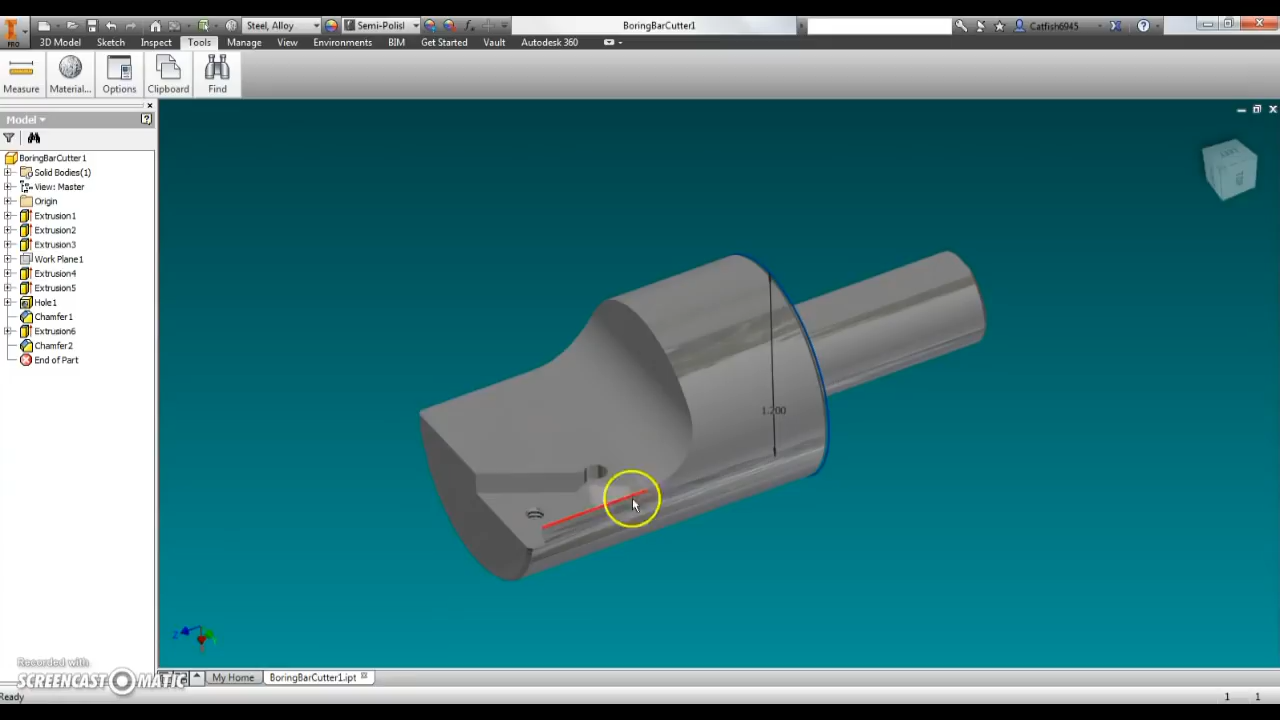 Steel, Alloy
Semi-Polisl
BoringBarCutter1
Catfish6945
PRO
3D Model Sketch Inspect Tools Manage View Environments BIM Get Started Vault Autodesk 360
Measure Material... Options Clipboard Find
Model
BoringBarCutter1
Solid Bodies(1)
View: Master
Origin
Extrusion1
Extrusion2
Extrusion3
Work Plane1
Extrusion4
Extrusion5
Hole1
Chamfer1
Extrusion6
Chamfer2
End of Part
1.200
LEFT
Z
Recorded with
SCREENCAST MATIC
My Home BoringBarCutter1.ipt
Ready 1 1